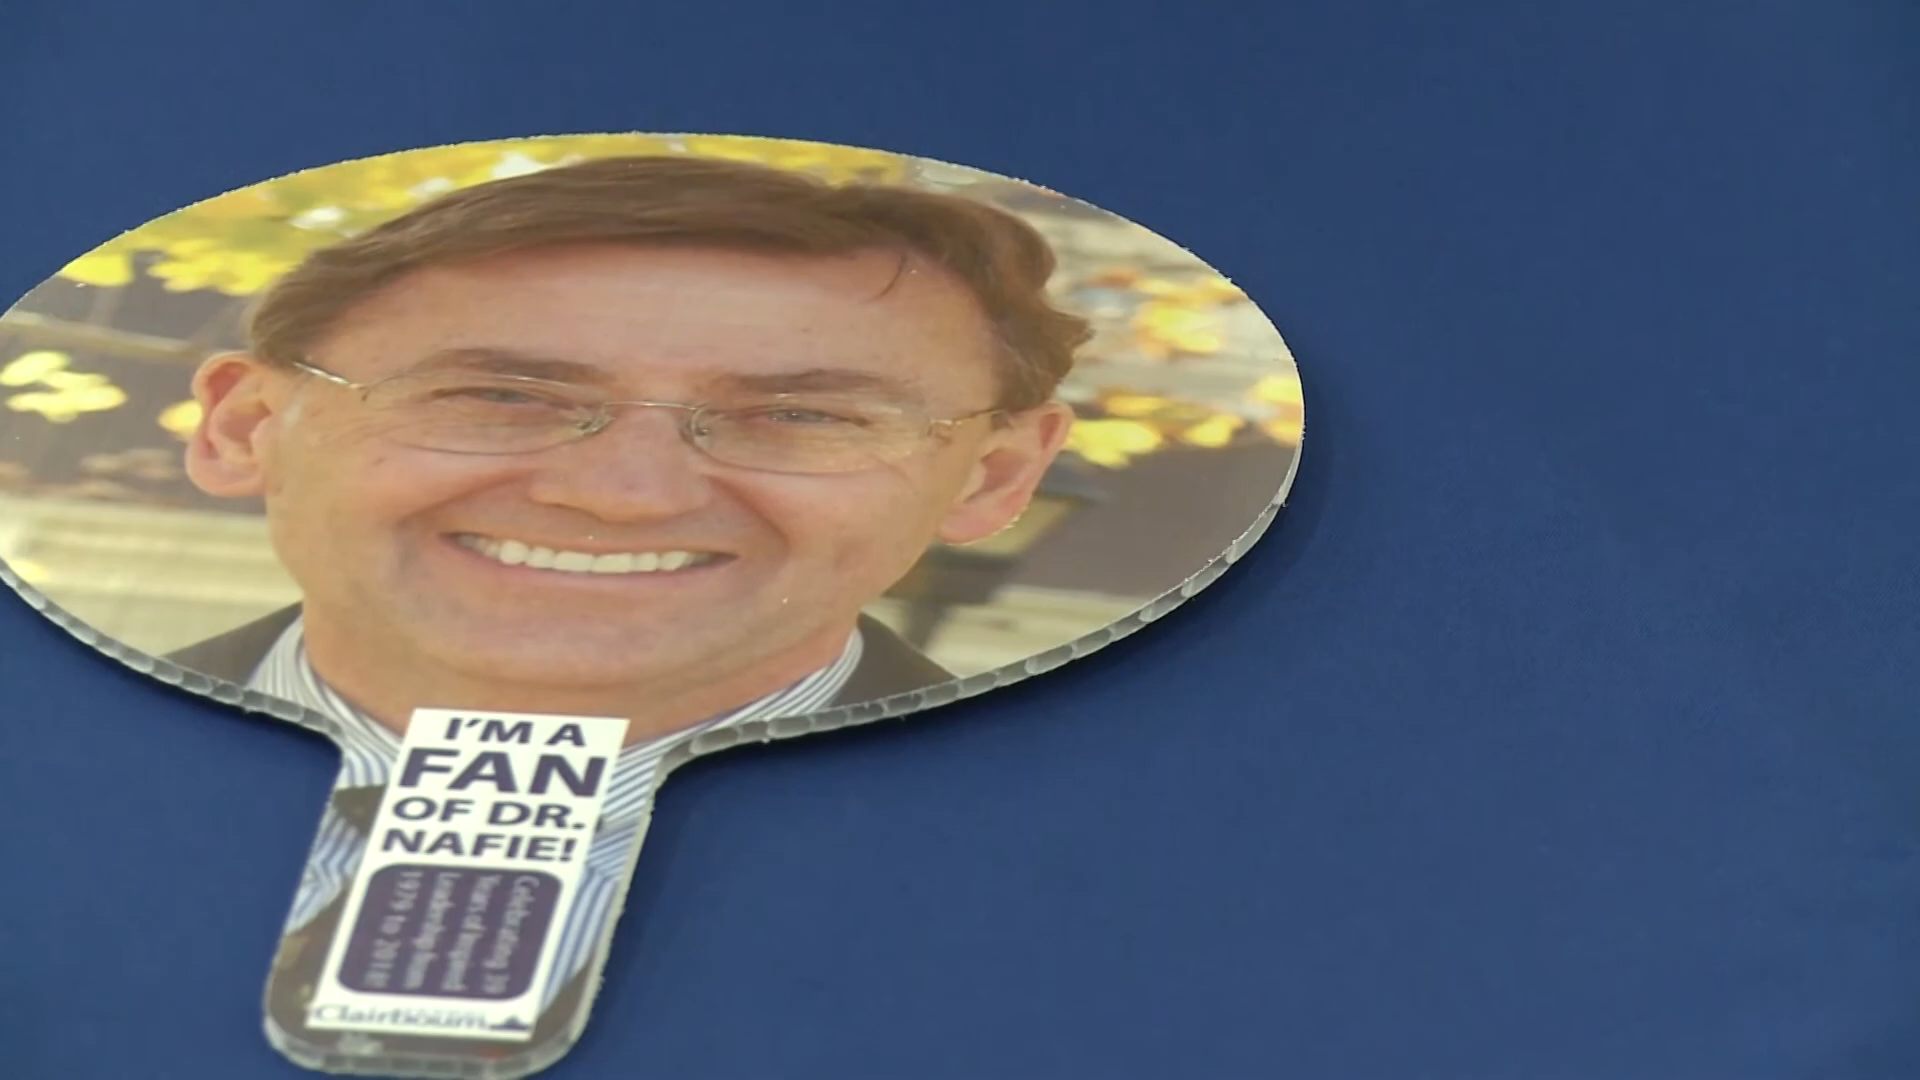 I'M A
FAN
OF DR.
NAFIE!
Celebrating 39
Years of Inspired
Leadership from
1979 to 2018!
Clairbourn